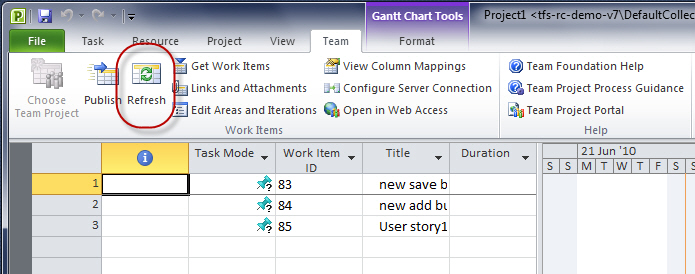 Gantt Chart Tools
Project1 <tfs-rc-demo-v7\DefaultCollec
File Task Resource Project View Team Format
Choose Team Project
Publish
Refresh
Get Work Items
Links and Attachments
Edit Areas and Iterations
View Column Mappings
Configure Server Connection
Open in Web Access
Work Items
Team Foundation Help
Team Project Process Guidance
Team Project Portal
Help
Task Mode Work Item ID Title Duration
21 Jun '10
S S M T W T F S S
1 83 new save b
2 84 new add bu
3 85 User story1